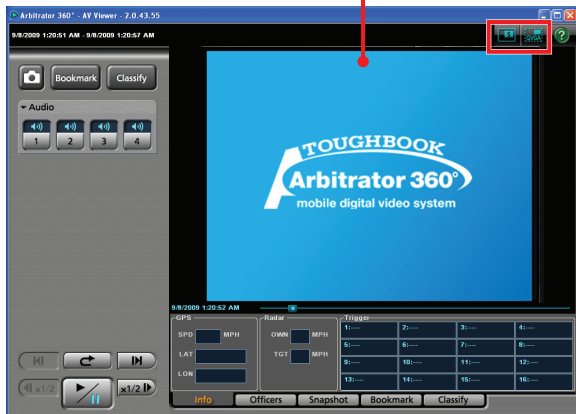 Arbitrator 360° - AV Viewer - 2.0.43.55
9/8/2009 1:20:51 AM - 9/8/2009 1:20:57 AM
QVGA
?
Bookmark
Classify
Audio
1 2 3 4
TOUGHBOOK
Arbitrator 360°
mobile digital video system
9/8/2009 1:20:52 AM
GPS
Radar
Trigger
SPD MPH
OWN MPH
1:---- 2:---- 3:---- 4:----
5:---- 6:---- 7:---- 8:----
LAT
TGT MPH
9:---- 10:---- 11:---- 12:----
LON
13:---- 14:---- 15:---- 16:----
x1/2
x1/2
Info Officers Snapshot Bookmark Classify